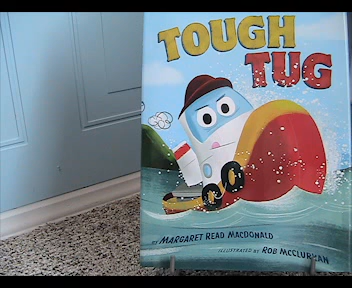 TOUGH
TUG
BY MARGARET READ MACDONALD
ILLUSTRATED BY ROB MCCLURKAN